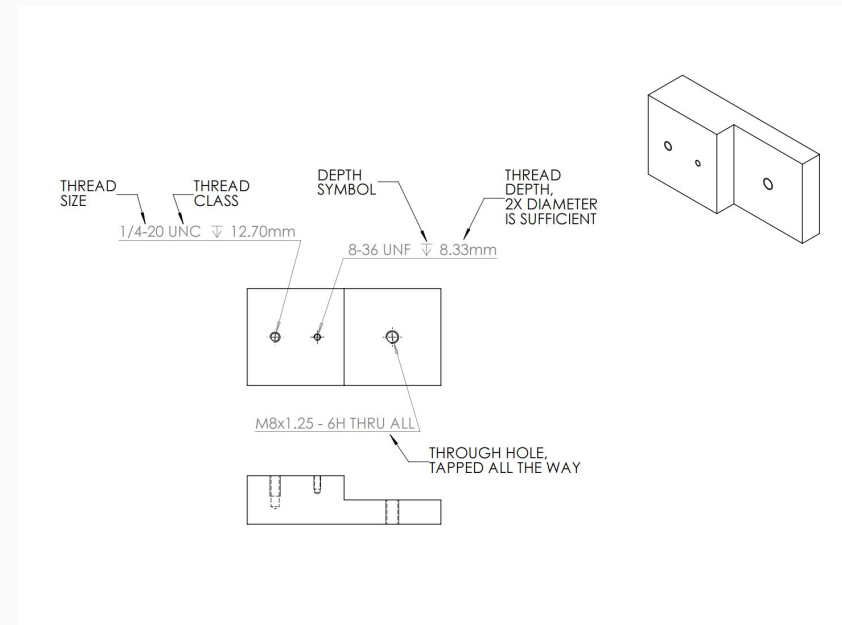 THREAD
SIZE
THREAD
CLASS
1/4-20 UNC ↧ 12.70mm
DEPTH
SYMBOL
THREAD
DEPTH,
2X DIAMETER
IS SUFFICIENT
8-36 UNF ↧ 8.33mm
M8x1.25 - 6H THRU ALL
THROUGH HOLE,
TAPPED ALL THE WAY